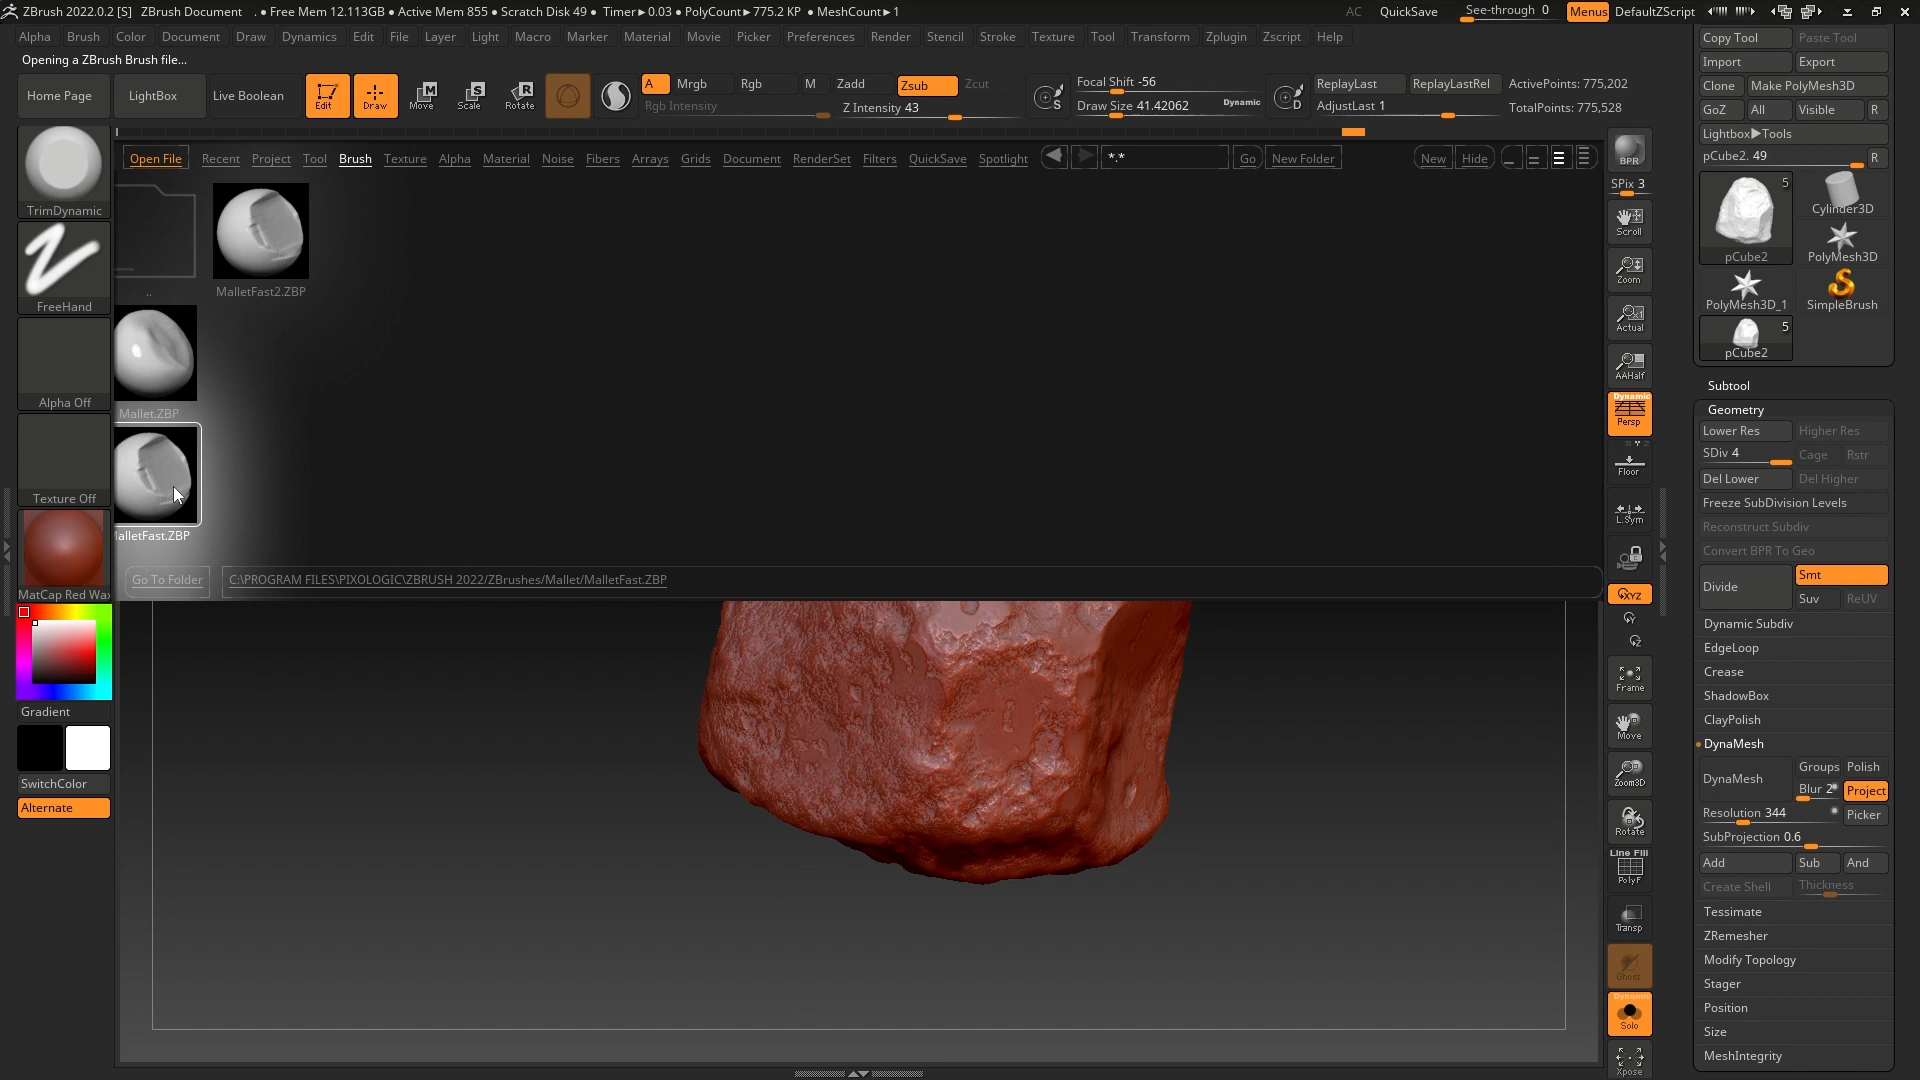 ZBrush 2022.0.2 [S] ZBrush Document . • Free Mem 12.113GB • Active Mem 855 • Scratch Disk 49 • Timer►0.03 • PolyCount►775.2 KP • MeshCount►1 AC QuickSave See-through 0 Menus DefaultZScript
Alpha Brush Color Document Draw Dynamics Edit File Layer Light Macro Marker Material Movie Picker Preferences Render Stencil Stroke Texture Tool Transform Zplugin Zscript Help
Opening a ZBrush Brush file...
Home Page LightBox Live Boolean Edit Draw Move Scale Rotate A Mrgb Rgb M Zadd Zsub Zcut
Rgb Intensity Z Intensity 43
Focal Shift -56
Draw Size 41.42062 Dynamic
ReplayLast ReplayLastRel ActivePoints: 775,202
AdjustLast 1 TotalPoints: 775,528
Open File Recent Project Tool Brush Texture Alpha Material Noise Fibers Arrays Grids Document RenderSet Filters QuickSave Spotlight *.* Go New Folder New Hide
..
MalletFast2.ZBP
Mallet.ZBP
MalletFast.ZBP
Go To Folder C:\PROGRAM FILES\PIXOLOGIC\ZBRUSH 2022/ZBrushes/Mallet/MalletFast.ZBP
TrimDynamic
FreeHand
Alpha Off
Texture Off
MatCap Red Wax
Gradient
SwitchColor
Alternate
BPR
SPix 3
Scroll
Zoom
Actual
AAHalf
Dynamic
Persp
Floor
L.Sym
XYZ
Y
Z
Frame
Move
Zoom3D
Rotate
Line Fill
PolyF
Transp
Ghost
Dynamic
Solo
Xpose
Copy Tool Paste Tool
Import Export
Clone Make PolyMesh3D
GoZ All Visible R
Lightbox►Tools
pCube2. 49 R
5
pCube2
Cylinder3D
PolyMesh3D
PolyMesh3D_1
SimpleBrush
5
pCube2
Subtool
Geometry
Lower Res Higher Res
SDiv 4 Cage Rstr
Del Lower Del Higher
Freeze SubDivision Levels
Reconstruct Subdiv
Convert BPR To Geo
Divide Smt
Suv ReUV
Dynamic Subdiv
EdgeLoop
Crease
ShadowBox
ClayPolish
DynaMesh
DynaMesh Groups Polish
Blur 2 Project
Resolution 344 Picker
SubProjection 0.6
Add Sub And
Create Shell Thickness
Tessimate
ZRemesher
Modify Topology
Stager
Position
Size
MeshIntegrity